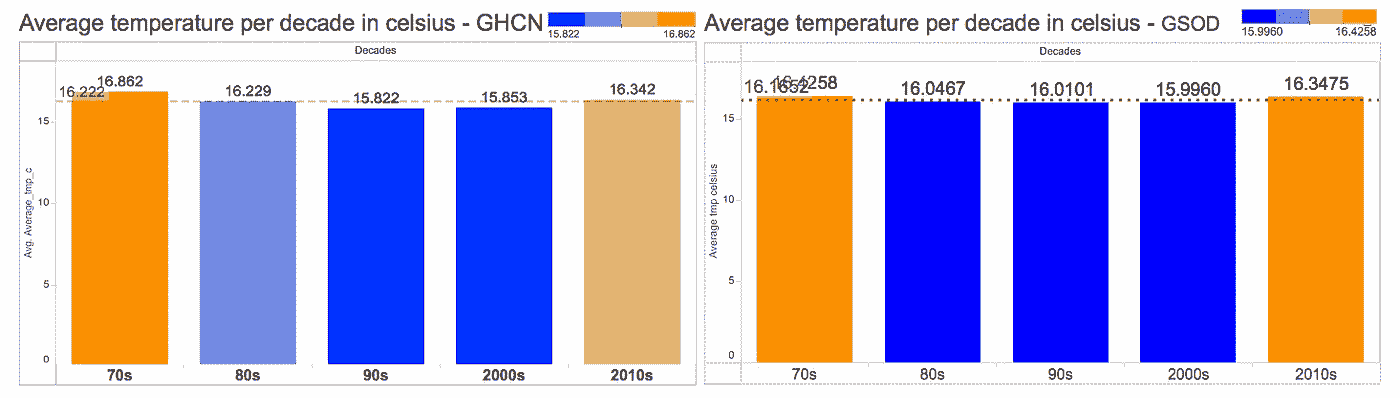 Average temperature per decade in celsius - GHCN
15.822 16.862
Decades
16.862
16.222
16.229
15.822
15.853
16.342
15
10
5
0
Avg. Average_tmp_c
70s 80s 90s 2000s 2010s
Average temperature per decade in celsius - GSOD
15.9960 16.4258
Decades
16.4258
16.1652
16.0467
16.0101
15.9960
16.3475
15
10
5
0
Average tmp celsius
70s 80s 90s 2000s 2010s